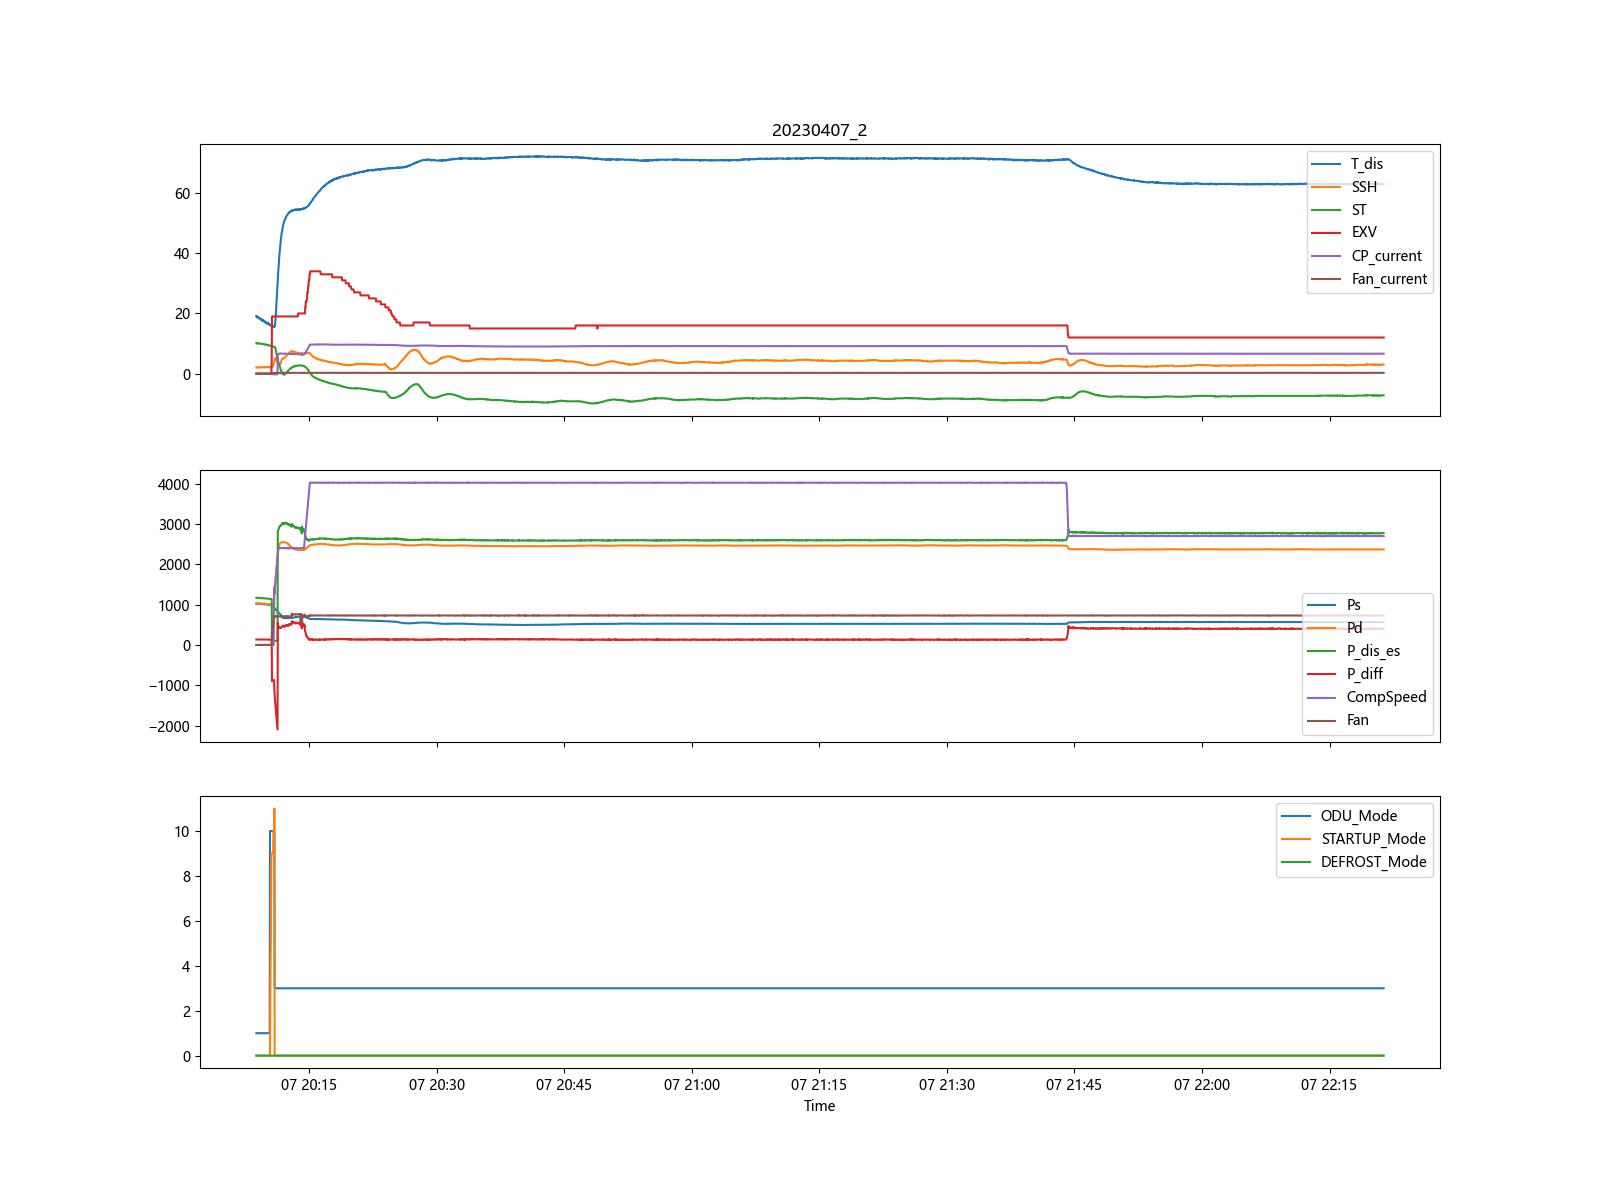 20230407_2
60
40
20
0
T_dis
SSH
ST
EXV
CP_current
Fan_current
4000
3000
2000
1000
0
−1000
−2000
Ps
Pd
P_dis_es
P_diff
CompSpeed
Fan
10
8
6
4
2
0
ODU_Mode
STARTUP_Mode
DEFROST_Mode
07 20:15 07 20:30 07 20:45 07 21:00 07 21:15 07 21:30 07 21:45 07 22:00 07 22:15
Time